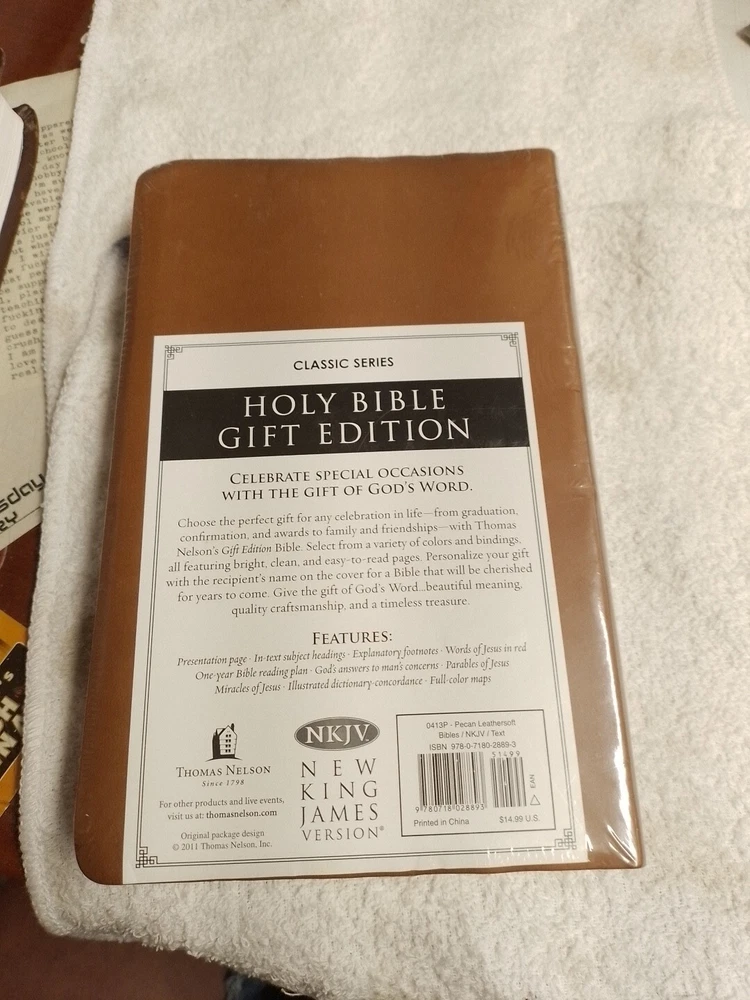 CLASSIC SERIES
HOLY BIBLE
GIFT EDITION
CELEBRATE SPECIAL OCCASIONS
WITH THE GIFT OF GOD'S WORD.
Choose the perfect gift for any celebration in life—from graduation,
confirmation, and awards to family and friendships—with Thomas
Nelson's Gift Edition Bible. Select from a variety of colors and bindings,
all featuring bright, clean, and easy-to-read pages. Personalize your gift
with the recipient's name on the cover for a Bible that will be cherished
for years to come. Give the gift of God's Word...beautiful meaning,
quality craftsmanship, and a timeless treasure.
FEATURES:
Presentation page · In-text subject headings · Explanatory footnotes · Words of Jesus in red
One-year Bible reading plan · God's answers to man's concerns · Parables of Jesus
Miracles of Jesus · Illustrated dictionary-concordance · Full-color maps
THOMAS NELSON
Since 1798
For other products and live events,
visit us at: thomasnelson.com
Original package design
© 2011 Thomas Nelson, Inc.
NKJV
NEW
KING
JAMES
VERSION®
0413P - Pecan Leathersoft
Bibles / NKJV / Text
ISBN 978-0-7180-2889-3
51499
9 780718 028893
EAN
Printed in China
$14.99 U.S.